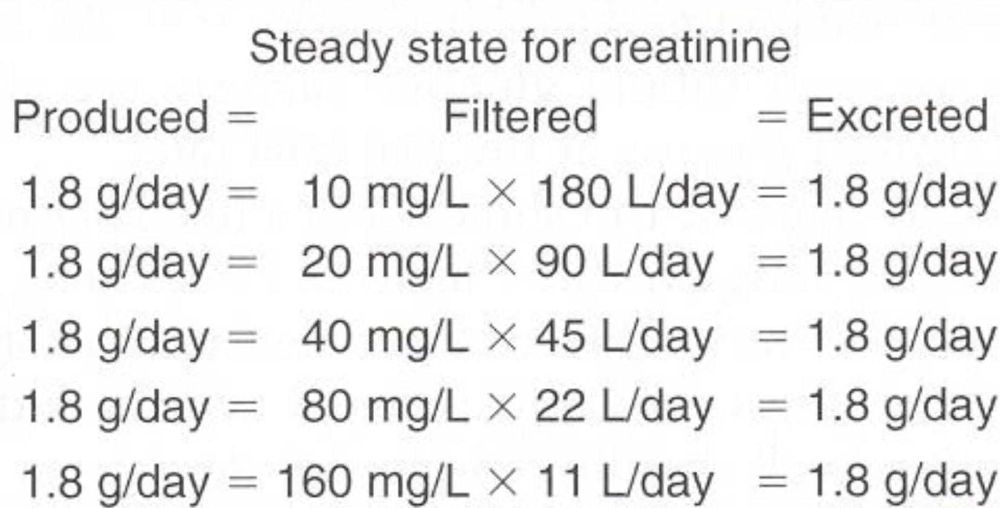 Steady state for creatinine
Produced = Filtered = Excreted
1.8 g/day = 10 mg/L × 180 L/day = 1.8 g/day
1.8 g/day = 20 mg/L × 90 L/day = 1.8 g/day
1.8 g/day = 40 mg/L × 45 L/day = 1.8 g/day
1.8 g/day = 80 mg/L × 22 L/day = 1.8 g/day
1.8 g/day = 160 mg/L × 11 L/day = 1.8 g/day